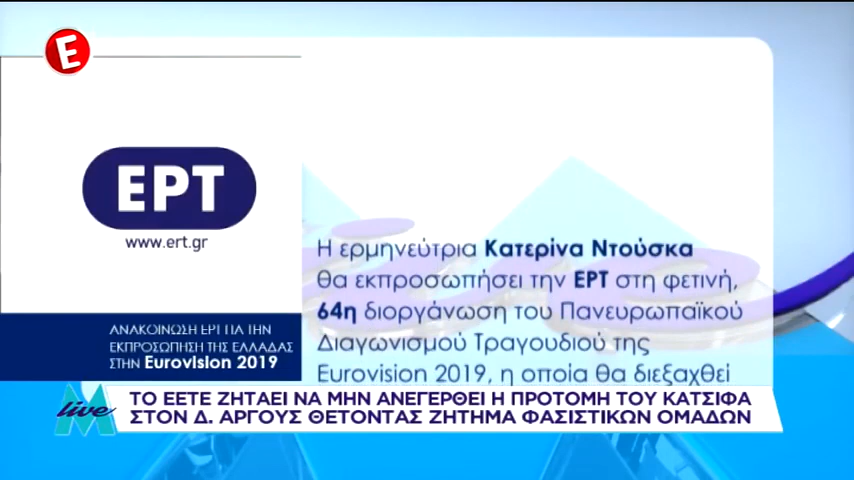 E
ΕΡΤ
www.ert.gr
ΑΝΑΚΟΙΝΩΣΗ ΕΡΤ ΓΙΑ ΤΗΝ
ΕΚΠΡΟΣΩΠΗΣΗ ΤΗΣ ΕΛΛΑΔΑΣ
ΣΤΗΝ Eurovision 2019
Η ερμηνεύτρια Κατερίνα Ντούσκα
θα εκπροσωπήσει την ΕΡΤ στη φετινή,
64η διοργάνωση του Πανευρωπαϊκού
Διαγωνισμού Τραγουδιού της
Eurovision 2019, η οποία θα διεξαχθεί
M live
ΤΟ ΕΕΤΕ ΖΗΤΑΕΙ ΝΑ ΜΗΝ ΑΝΕΓΕΡΘΕΙ Η ΠΡΟΤΟΜΗ ΤΟΥ ΚΑΤΣΙΦΑ
ΣΤΟΝ Δ. ΑΡΓΟΥΣ ΘΕΤΟΝΤΑΣ ΖΗΤΗΜΑ ΦΑΣΙΣΤΙΚΩΝ ΟΜΑΔΩΝ